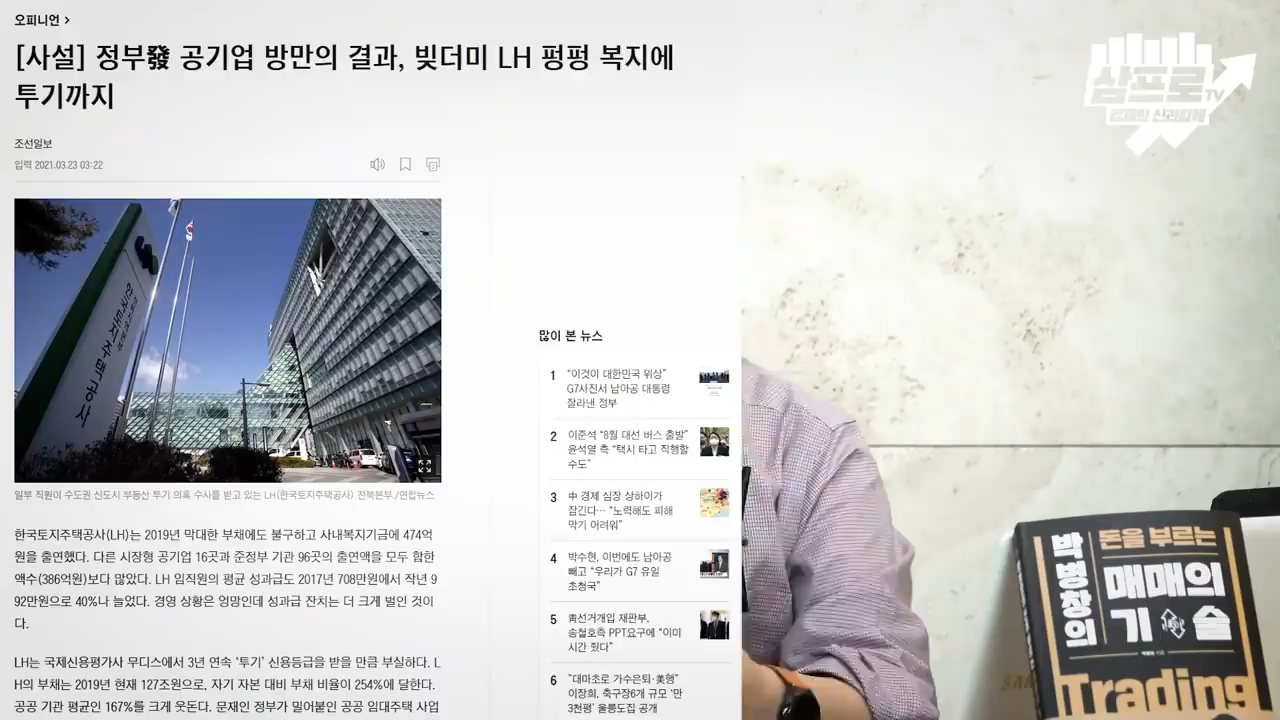 오피니언 >
[사설] 정부發 공기업 방만의 결과, 빚더미 LH 펑펑 복지에
투기까지
조선일보
입력 2021.03.23 03:22
한국토지주택공사
일부 직원이 수도권 신도시 부동산 투기 의혹 수사를 받고 있는 LH(한국토지주택공사) 전북본부./연합뉴스
한국토지주택공사(LH)는 2019년 막대한 부채에도 불구하고 사내복지기금에 474억
원을 출연했다. 다른 시장형 공기업 16곳과 준정부 기관 96곳의 출연액을 모두 합한
액수(386억원)보다 많았다. LH 임직원의 평균 성과급도 2017년 708만원에서 작년 9
92만원으로 40%나 늘었다. 경영 상황은 엉망인데 성과급 잔치는 더 크게 벌인 것이
다.
LH는 국제신용평가사 무디스에서 3년 연속 ‘투기’ 신용등급을 받을 만큼 부실하다. L
H의 부채는 2019년 현재 127조원으로, 자기 자본 대비 부채 비율이 254%에 달한다.
공공 기관 평균인 167%를 크게 웃돈다. 문재인 정부가 밀어붙인 공공 임대주택 사업
많이 본 뉴스
1 “이것이 대한민국 위상”
G7사진서 남아공 대통령
잘라낸 정부
2 이준석 “8월 대선 버스 출발”
윤석열 측 “택시 타고 직행할
수도”
3 中 경제 심장 상하이가
잠긴다… “노력해도 피해
막기 어려워”
4 박수현, 이번에도 남아공
빼고 “우리가 G7 유일
초청국”
5 靑선거개입 재판부,
송철호측 PPT요구에 “이미
시간 줬다”
6 “대마초로 가수은퇴·美행”
이장희, 축구장6개 규모 ‘만
3천평’ 울릉도집 공개
삼프로TV
경제의 신과함께
박병창의
돈을 부르는
매매의
기술
Trading